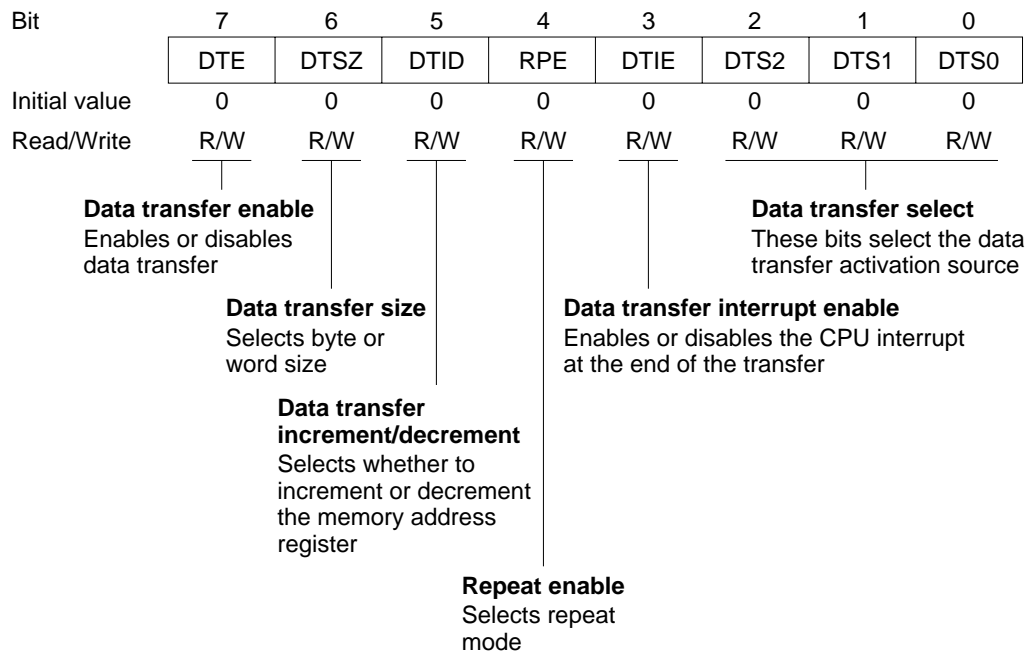 Bit 7 6 5 4 3 2 1 0
DTE DTSZ DTID RPE DTIE DTS2 DTS1 DTS0
Initial value 0 0 0 0 0 0 0 0
Read/Write R/W R/W R/W R/W R/W R/W R/W R/W
Data transfer enable
Enables or disables
data transfer
Data transfer select
These bits select the data
transfer activation source
Data transfer size
Selects byte or
word size
Data transfer interrupt enable
Enables or disables the CPU interrupt
at the end of the transfer
Data transfer
increment/decrement
Selects whether to
increment or decrement
the memory address
register
Repeat enable
Selects repeat
mode